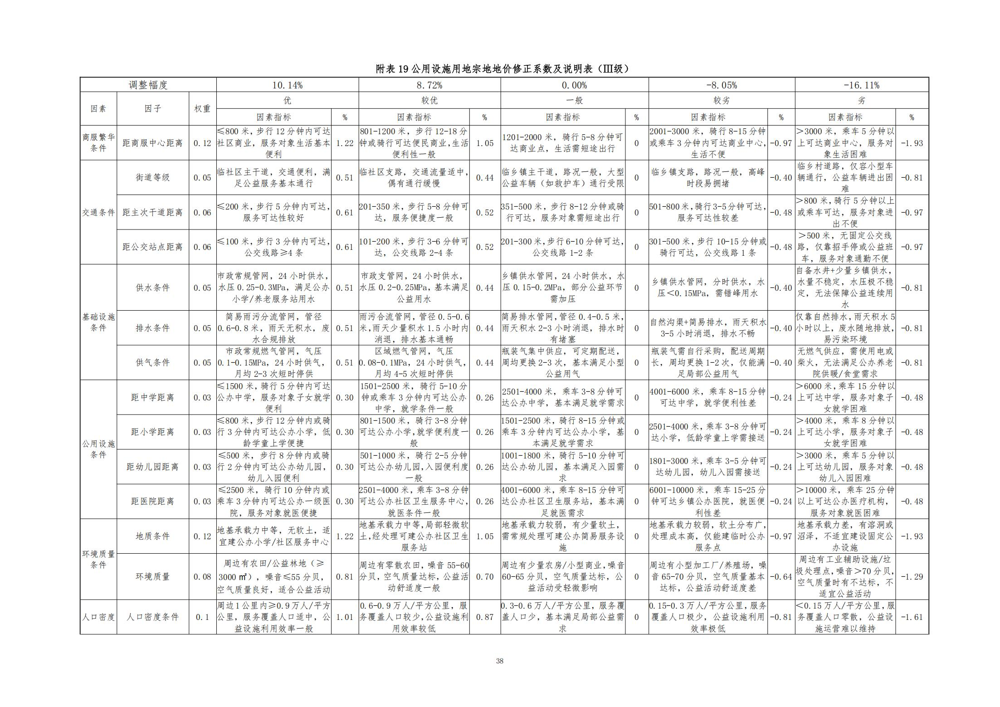 附表 19 公用设施用地宗地地价修正系数及说明表（Ⅲ级）
调整幅度 10.14% 8.72% 0.00% -8.05% -16.11%
因素 因子 权重 优 较优 一般 较劣 劣
因素指标 % 因素指标 % 因素指标 % 因素指标 % 因素指标 %
商服繁华条件 距商服中心距离 0.12 ≤800 米，步行 12 分钟内可达社区商业，服务对象生活基本便利 1.22 801-1200 米，步行 12-18 分钟或骑行可达便民商业，生活便利性一般 1.05 1201-2000 米，骑行 5-8 分钟可达商业点，生活需短途出行 0 2001-3000 米，骑行 8-15 分钟或乘车 3 分钟内可达商业中心，生活不便 -0.97 ＞3000 米，乘车 5 分钟以上可达商业中心，服务对象生活困难 -1.93
交通条件 街道等级 0.05 临社区主干道，交通便利，满足公益服务基本通行 0.51 临社区支路，交通流量适中，偶有通行缓慢 0.44 临乡镇主干道，路况一般，大型公益车辆（如救护车）通行受限 0 临乡镇支路，路况一般，高峰时段易拥堵 -0.40 临乡村道路，仅容小型车辆通行，公益车辆进出困难 -0.81
距主次干道距离 0.06 ≤200 米，步行 5 分钟内可达，服务可达性较好 0.61 201-350 米，步行 5-8 分钟可达，服务便捷度一般 0.52 351-500 米，步行 8-12 分钟或骑行可达，服务对象需短途出行 0 501-800 米，骑行 3-5 分钟可达，服务可达性较差 -0.48 ＞800 米，骑行 5 分钟以上或乘车可达，服务对象进出不便 -0.97
距公交站点距离 0.06 ≤100 米，步行 3 分钟内可达，公交线路≥4 条 0.61 101-200 米，步行 3-6 分钟可达，公交线路 2-4 条 0.52 201-300 米，步行 6-10 分钟可达，公交线路 1-2 条 0 301-500 米，步行 10-15 分钟或骑行可达，公交线路 1 条 -0.48 ＞500 米，无固定公交线路，仅靠招手停或公益班车，服务对象通勤不便 -0.97
基础设施条件 供水条件 0.05 市政常规管网，24 小时供水，水压 0.25-0.3MPa，满足公办小学/养老服务站用水 0.51 市政支管网，24 小时供水，水压 0.2-0.25MPa，基本满足公益用水 0.44 乡镇供水管网，24 小时供水，水压 0.15-0.2MPa，部分公益环节需加压 0 乡镇供水管网，分时供水，水压＜0.15MPa，需错峰用水 -0.40 自备水井+少量乡镇供水，水量不稳定，水压极不稳定，无法保障公益连续用水 -0.81
排水条件 0.05 简易雨污分流管网，管径 0.6-0.8 米，雨天无积水，废水合规排放 0.51 雨污合流管网，管径 0.5-0.6 米，雨天少量积水 1.5 小时内消退，排水基本通畅 0.44 简易排水管网，管径 0.4-0.5 米，雨天积水 2-3 小时消退，排水时有堵塞 0 自然沟渠+简易排水，雨天积水 3-5 小时消退，排水不畅 -0.40 仅靠自然排水，雨天积水 5 小时以上，废水随地排放，易污染环境 -0.81
供气条件 0.05 市政常规燃气管网，气压 0.1-0.15MPa，24 小时供气，月均 2-3 次短时停供 0.51 区域燃气管网，气压 0.08-0.1MPa，24 小时供气，月均 4-5 次短时停供 0.44 瓶装气集中供应，可定期配送，周均更换 2-3 次，基本满足小型公益用气 0 瓶装气需自行采购，配送周期长，周均更换 1-2 次，仅能满足局部公益用气 -0.40 无燃气供应，需使用电或柴火，无法满足公办养老院供暖/食堂需求 -0.81
公用设施条件 距中学距离 0.03 ≤1500 米，骑行 5 分钟内可达公办中学，服务对象子女就学便利 0.30 1501-2500 米，骑行 5-10 分钟或乘车 3 分钟内可达公办中学，就学条件一般 0.26 2501-4000 米，乘车 3-8 分钟可达公办中学，基本满足就学需求 0 4001-6000 米，乘车 8-15 分钟可达中学，就学便利性差 -0.24 ＞6000 米，乘车 15 分钟以上可达中学，服务对象子女就学困难 -0.48
距小学距离 0.03 ≤800 米，步行 12 分钟内或骑行 3 分钟内可达公办小学，低龄学童上学便捷 0.30 801-1500 米，骑行 3-8 分钟可达公办小学，就学便利度一般 0.26 1501-2500 米，骑行 8-15 分钟或乘车 3 分钟内可达公办小学，基本满足就学需求 0 2501-4000 米，乘车 3-8 分钟可达小学，低龄学童上学需接送 -0.24 ＞4000 米，乘车 8 分钟以上可达小学，服务对象子女就学困难 -0.48
距幼儿园距离 0.03 ≤500 米，步行 8 分钟内或骑行 2 分钟内可达公办幼儿园，幼儿入园便利 0.30 501-1000 米，骑行 2-5 分钟可达公办幼儿园，入园便利度一般 0.26 1001-1800 米，骑行 5-10 分钟可达公办幼儿园，基本满足入园需求 0 1801-3000 米，乘车 3-5 分钟可达幼儿园，幼儿入园需接送 -0.24 ＞3000 米，乘车 5 分钟以上可达幼儿园，服务对象幼儿入园困难 -0.48
距医院距离 0.03 ≤2500 米，骑行 10 分钟内或乘车 3 分钟内可达公办一级医院，服务对象就医便捷 0.30 2501-4000 米，乘车 3-8 分钟可达公办社区卫生服务中心，就医条件一般 0.26 4001-6000 米，乘车 8-15 分钟可达公办社区卫生服务站，基本满足就医需求 0 6001-10000 米，乘车 15-25 分钟可达乡镇公办医院，就医便利性差 -0.24 ＞10000 米，乘车 25 分钟以上可达公办医疗机构，服务对象就医困难 -0.48
环境质量条件 地质条件 0.12 地基承载力中等，无软土，适宜建公办小学/社区服务中心 1.22 地基承载力中等，局部轻微软土，经处理可建公办社区卫生服务站 1.05 地基承载力较弱，有少量软土，需常规处理可建公办简易服务设施 0 地基承载力较弱，软土分布广，处理成本高，仅能建临时公办服务点 -0.97 地基承载力差，有溶洞或沼泽，不适宜建设固定公办设施 -1.93
环境质量 0.08 周边有农田/公益林地（≥3000 ㎡），噪音≤55 分贝，空气质量良好，适合公益活动 0.81 周边有零散农田，噪音 55-60 分贝，空气质量达标，公益活动舒适度一般 0.70 周边有少量农房/小型商业，噪音 60-65 分贝，空气质量达标，公益活动受轻微影响 0 周边有小型加工厂/养殖场，噪音 65-70 分贝，空气质量基本达标，公益活动舒适度差 -0.64 周边有工业辅助设施/垃圾处理点，噪音＞70 分贝，空气质量时有不达标，不适宜公益活动 -1.29
人口密度 人口密度条件 0.1 周边 1 公里内≥0.9 万人/平方公里，服务覆盖人口适中，公益设施利用效率一般 1.01 0.6-0.9 万人/平方公里，服务覆盖人口较少，公益设施利用效率较低 0.87 0.3-0.6 万人/平方公里，服务覆盖人口少，基本满足局部公益需求 0 0.15-0.3 万人/平方公里，服务覆盖人口极少，公益设施利用效率极低 -0.81 ＜0.15 万人/平方公里，服务覆盖人口零散，公益设施运营难以维持 -1.61
38